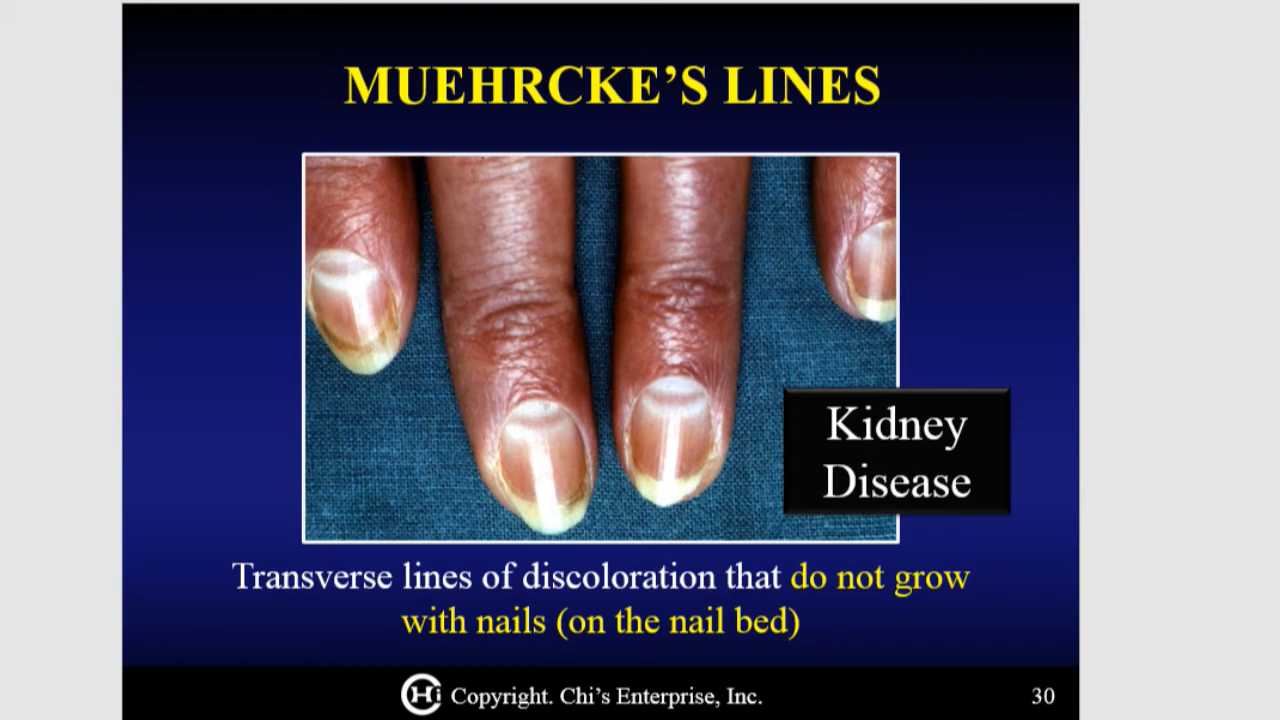 MUEHRCKE’S LINES
Kidney
Disease
Transverse lines of discoloration that do not grow
with nails (on the nail bed)
CHi Copyright. Chi’s Enterprise, Inc.
30